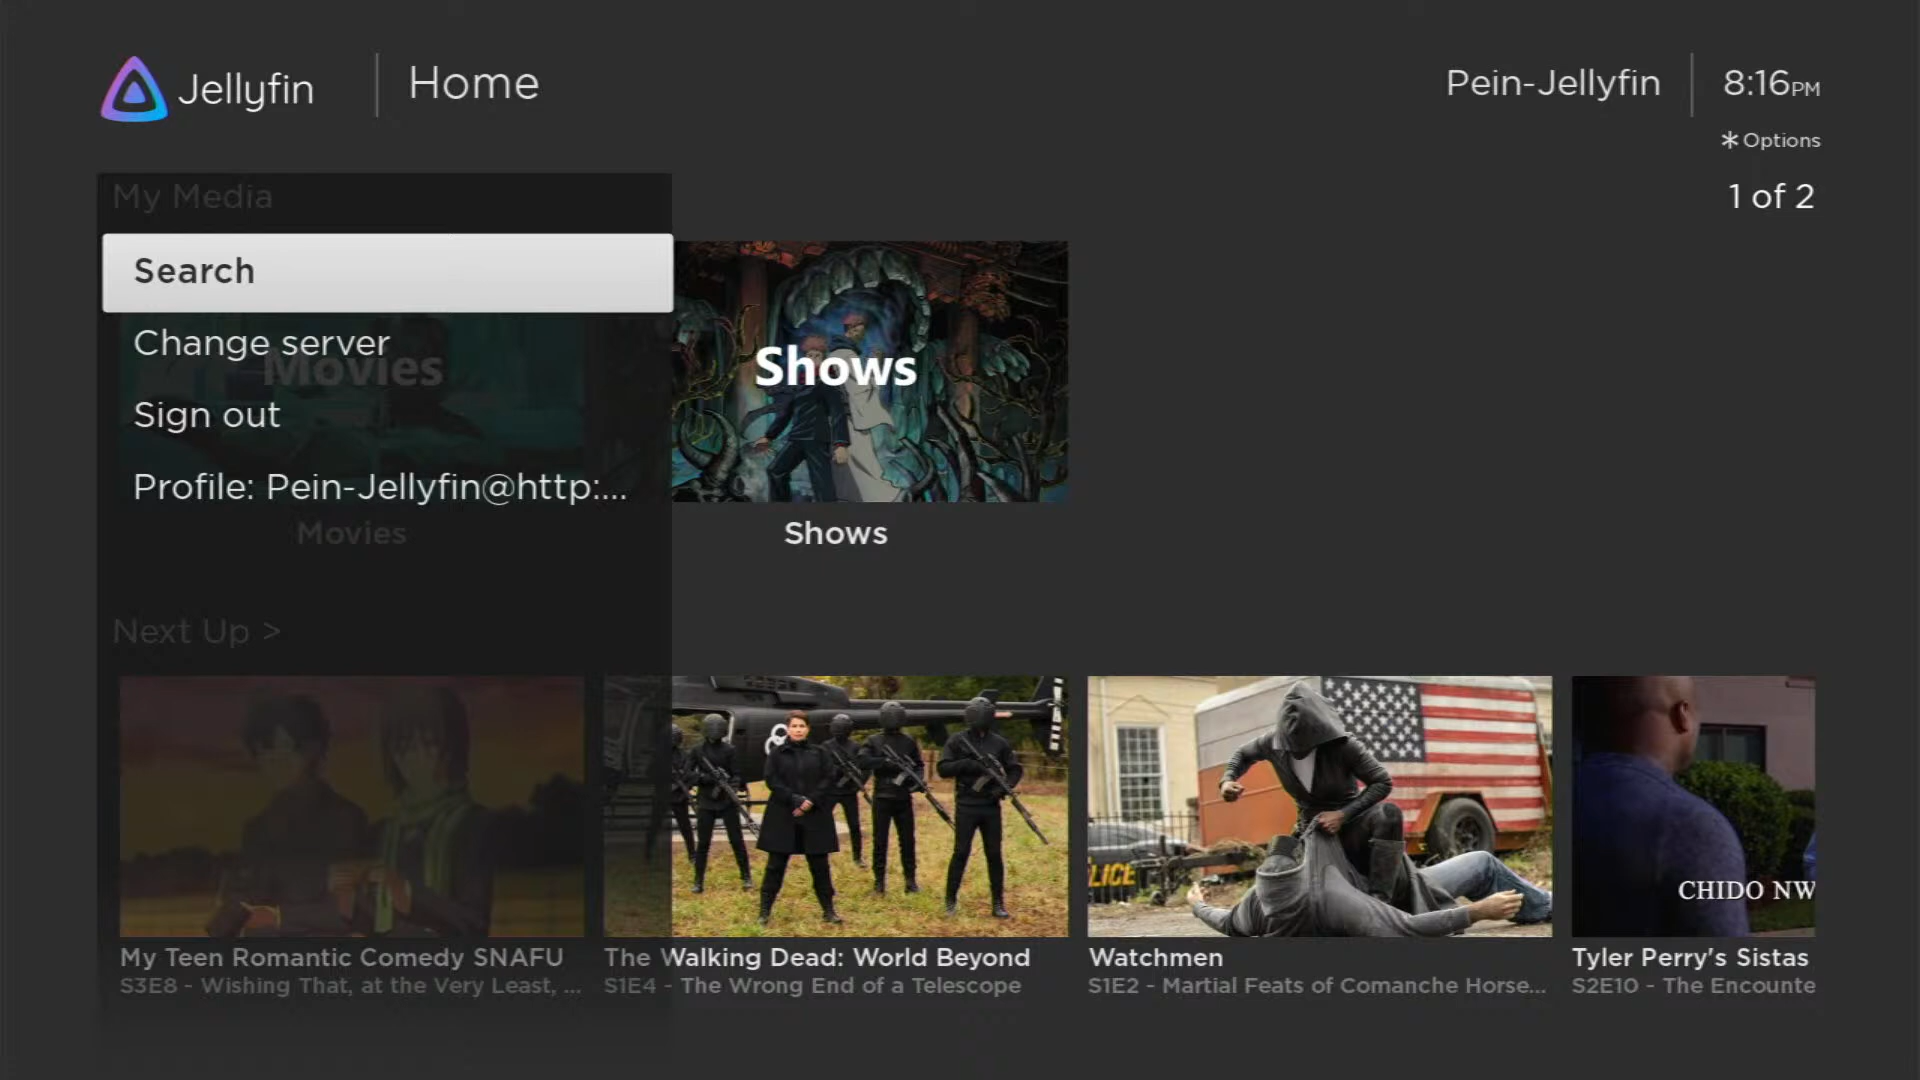 Jellyfin
Home
Pein-Jellyfin
8:16PM
* Options
1 of 2
My Media
Search
Change server
Sign out
Profile: Pein-Jellyfin@http:...
Movies
Movies
Shows
Shows
Next Up >
LICE
CHIDO NW
My Teen Romantic Comedy SNAFU
S3E8 - Wishing That, at the Very Least, ...
The Walking Dead: World Beyond
S1E4 - The Wrong End of a Telescope
Watchmen
S1E2 - Martial Feats of Comanche Horse...
Tyler Perry's Sistas
S2E10 - The Encounte